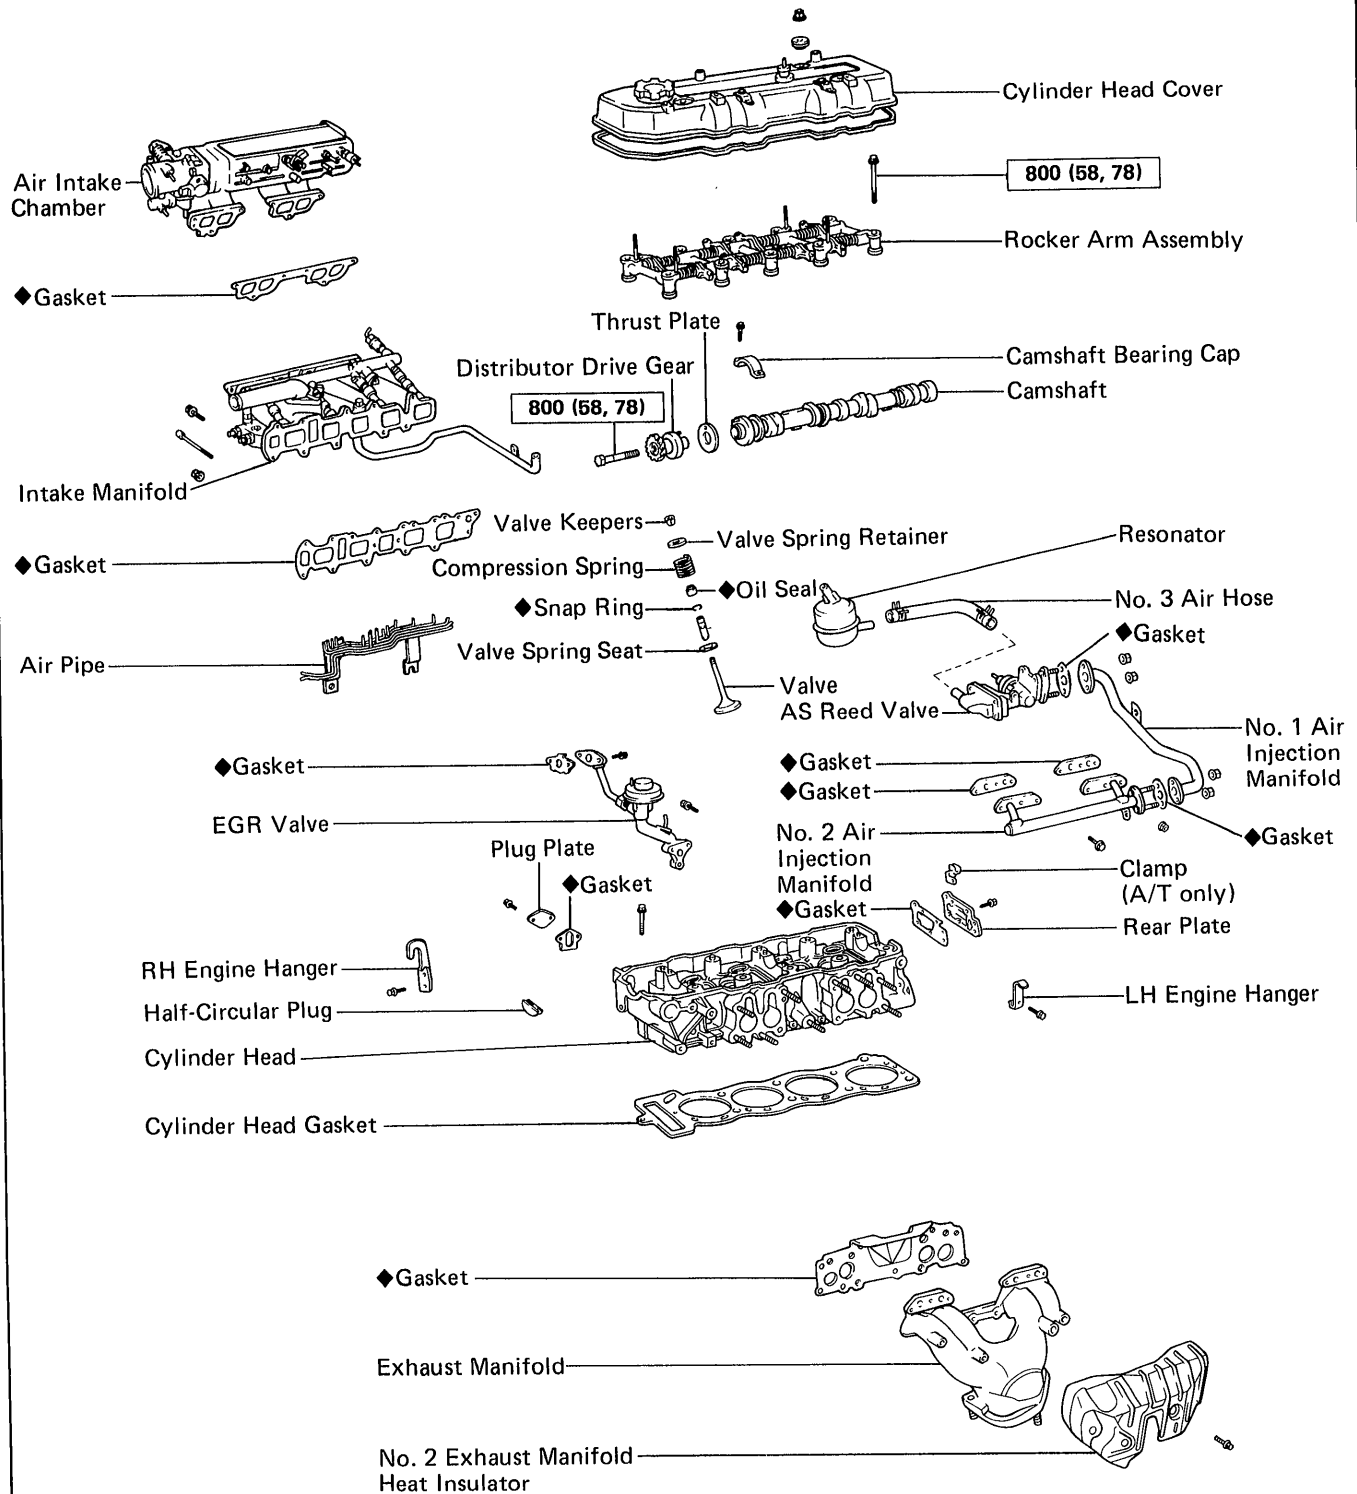 Cylinder Head Cover
Air Intake
Chamber
800 (58, 78)
Rocker Arm Assembly
◆Gasket
Thrust Plate
Distributor Drive Gear
800 (58, 78)
Camshaft Bearing Cap
Camshaft
Intake Manifold
Valve Keepers
Valve Spring Retainer
Resonator
◆Gasket
Compression Spring
◆Oil Seal
◆Snap Ring
No. 3 Air Hose
◆Gasket
Air Pipe
Valve Spring Seat
Valve
AS Reed Valve
No. 1 Air
Injection
Manifold
◆Gasket
◆Gasket
◆Gasket
EGR Valve
No. 2 Air
Injection
Manifold
◆Gasket
Plug Plate
◆Gasket
Clamp
(A/T only)
◆Gasket
Rear Plate
RH Engine Hanger
LH Engine Hanger
Half-Circular Plug
Cylinder Head
Cylinder Head Gasket
◆Gasket
Exhaust Manifold
No. 2 Exhaust Manifold
Heat Insulator